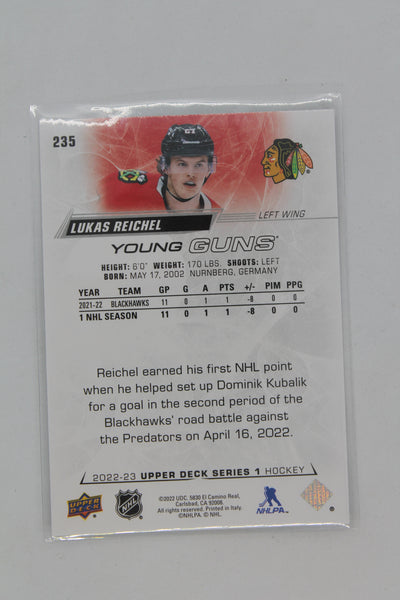 235
27
LUKAS REICHEL
LEFT WING
YOUNG GUNS
HEIGHT: 6'0" WEIGHT: 170 LBS. SHOOTS: LEFT
BORN: MAY 17, 2002 NURNBERG, GERMANY
YEAR TEAM GP G A PTS +/- PIM PPG
2021-22 BLACKHAWKS 11 0 1 1 -8 0 0
1 NHL SEASON 11 0 1 1 -8 0 0
Reichel earned his first NHL point
when he helped set up Dominik Kubalik
for a goal in the second period of the
Blackhawks' road battle against
the Predators on April 16, 2022.
2022-23 UPPER DECK SERIES 1 HOCKEY
UPPER DECK
NHL
©2022 UDC. 5830 El Camino Real,
Carlsbad, CA 92008.
All rights reserved. Printed in Italy.
©NHLPA. © NHL.
NHLPA